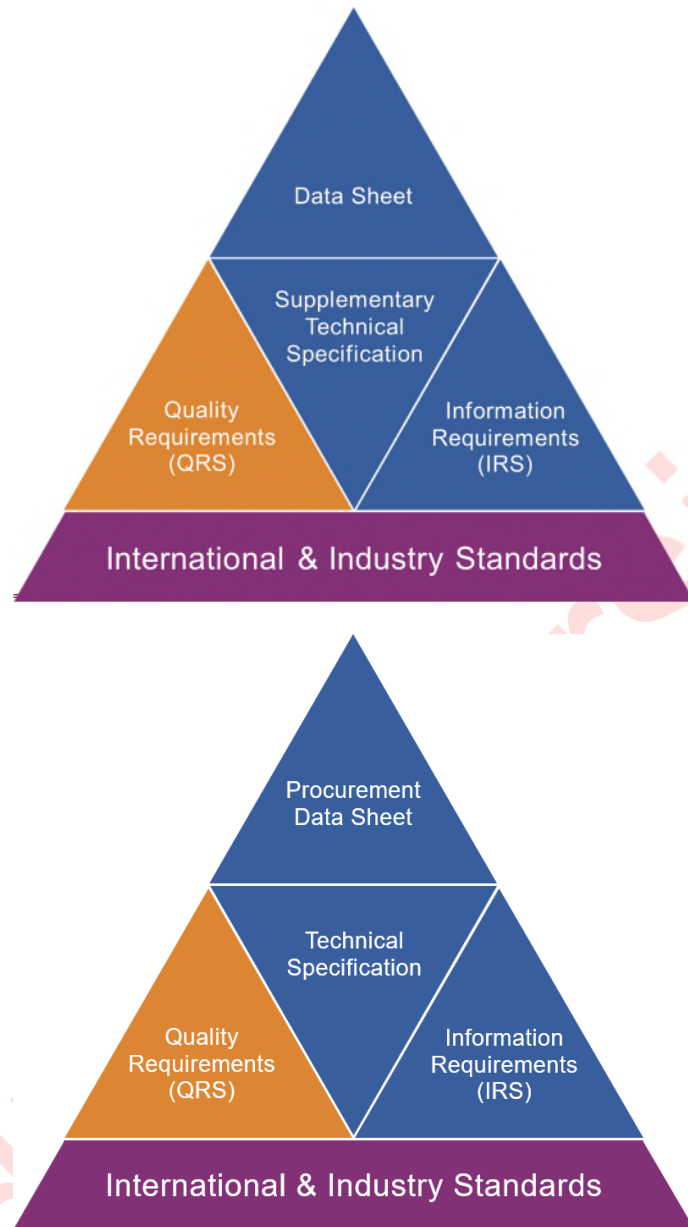 Data Sheet
Supplementary
Technical
Specification
Quality
Requirements
(QRS)
Information
Requirements
(IRS)
International & Industry Standards
Procurement
Data Sheet
Technical
Specification
Quality
Requirements
(QRS)
Information
Requirements
(IRS)
International & Industry Standards